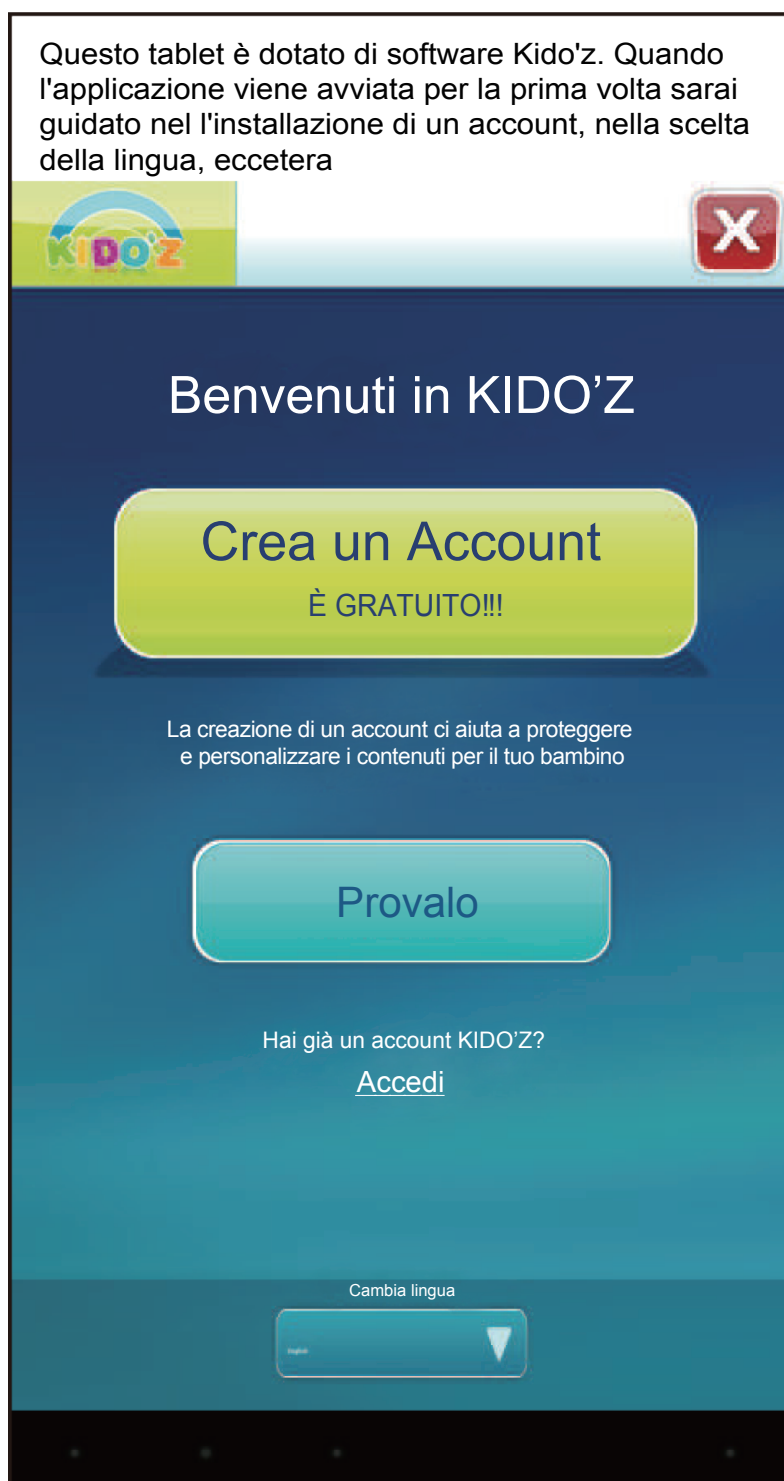 Questo tablet è dotato di software Kido'z. Quando
l'applicazione viene avviata per la prima volta sarai
guidato nel l'installazione di un account, nella scelta
della lingua, eccetera
KIDO'Z
X
Benvenuti in KIDO’Z
Crea un Account
È GRATUITO!!!
La creazione di un account ci aiuta a proteggere
e personalizzare i contenuti per il tuo bambino
Provalo
Hai già un account KIDO’Z?
Accedi
Cambia lingua
English